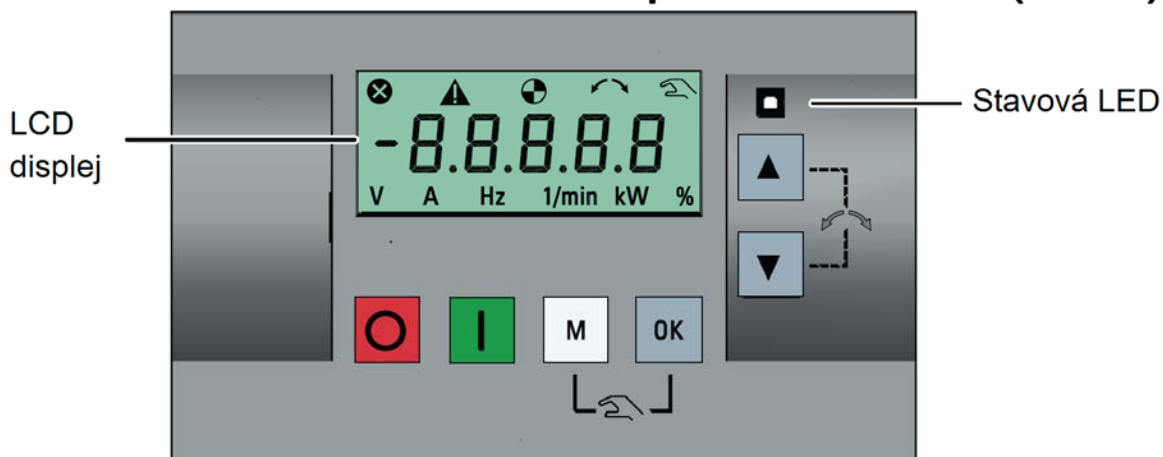 LCD
displej
Stavová LED
-8.8.8.8.8
V A Hz 1/min kW %
M OK